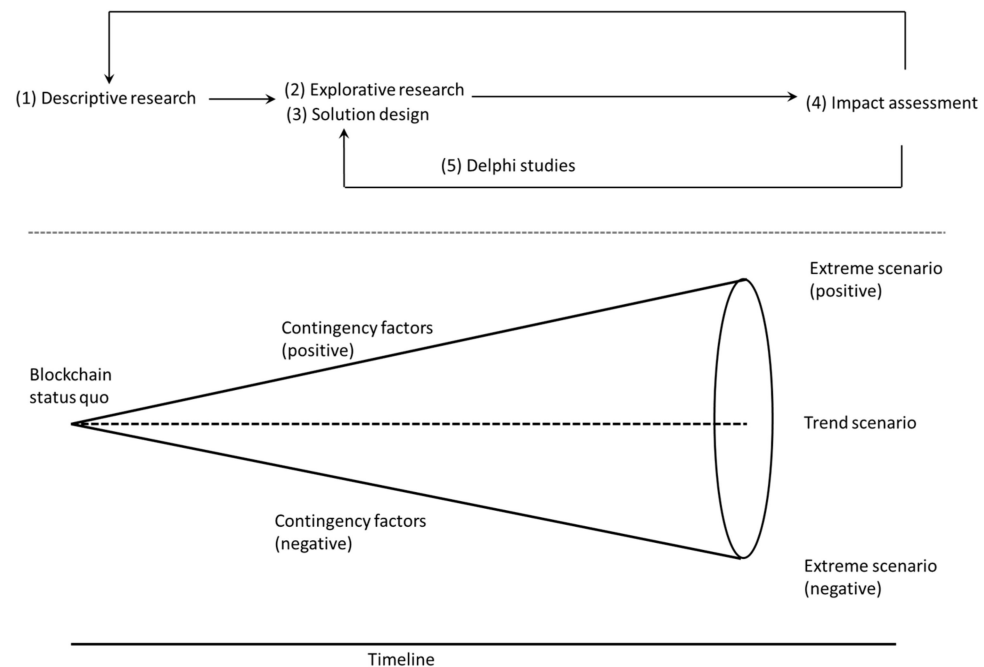 (1) Descriptive research
(2) Explorative research
(3) Solution design
(4) Impact assessment
(5) Delphi studies
Extreme scenario
(positive)
Contingency factors
(positive)
Blockchain
status quo
Trend scenario
Contingency factors
(negative)
Extreme scenario
(negative)
Timeline